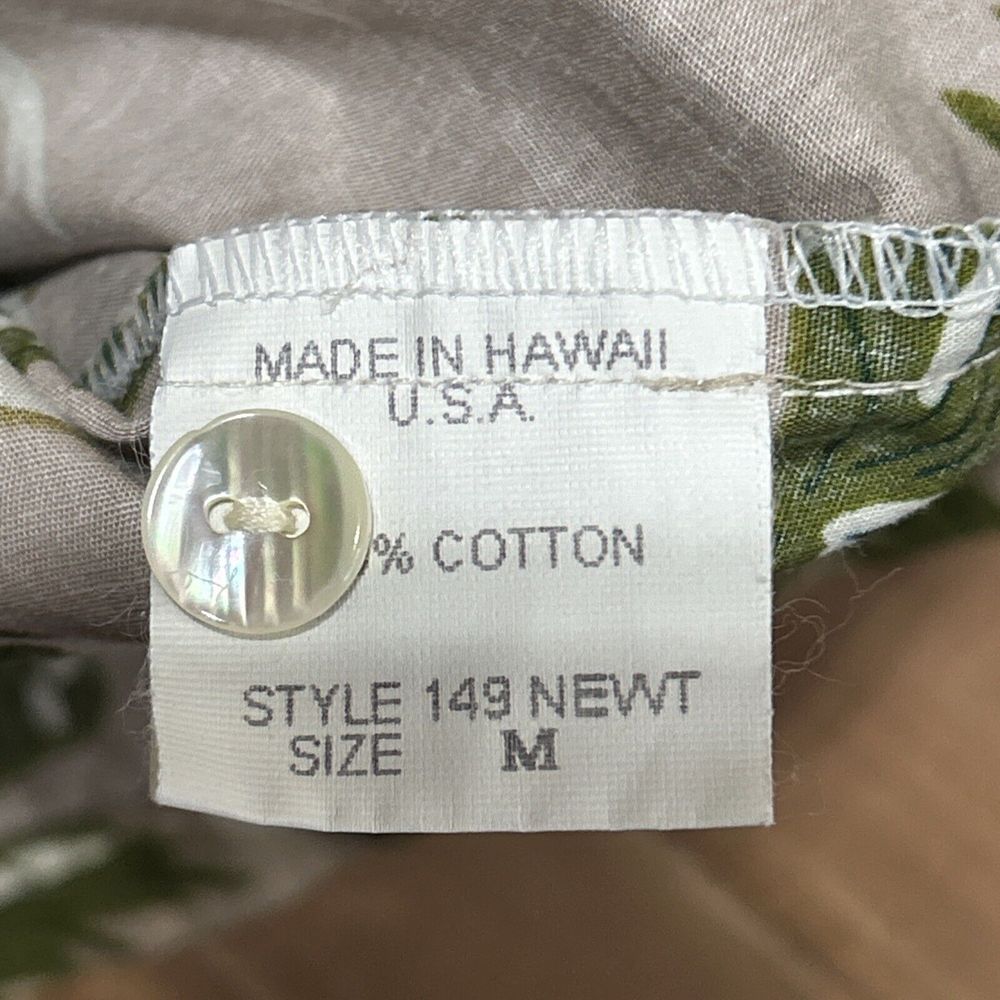 MADE IN HAWAII
U.S.A.
% COTTON
STYLE 149 NEWT
SIZE M